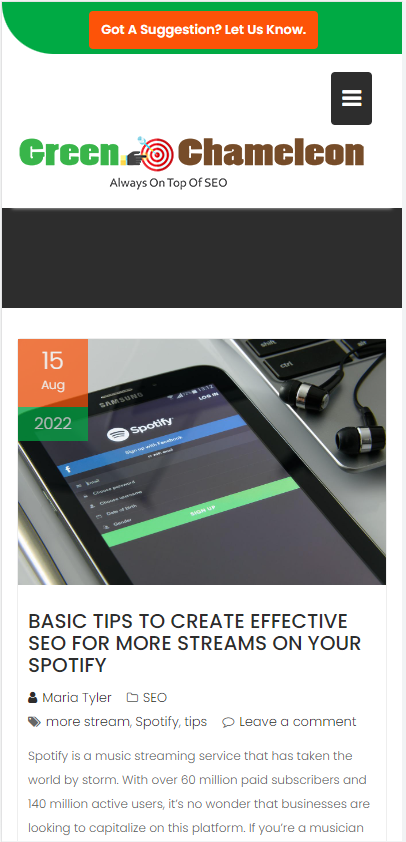 Got A Suggestion? Let Us Know.
Green Chameleon
Always On Top Of SEO
15
Aug
2022
SAMSUNG
13:12
LOG IN
Spotify
Sign up with Facebook
f
Email
Choose password
Choose username
Date of birth
Gender
SIGN UP
ctrl
BASIC TIPS TO CREATE EFFECTIVE
SEO FOR MORE STREAMS ON YOUR
SPOTIFY
Maria Tyler SEO
more stream, Spotify, tips Leave a comment
Spotify is a music streaming service that has taken the
world by storm. With over 60 million paid subscribers and
140 million active users, it's no wonder that businesses are
looking to capitalize on this platform. If you're a musician